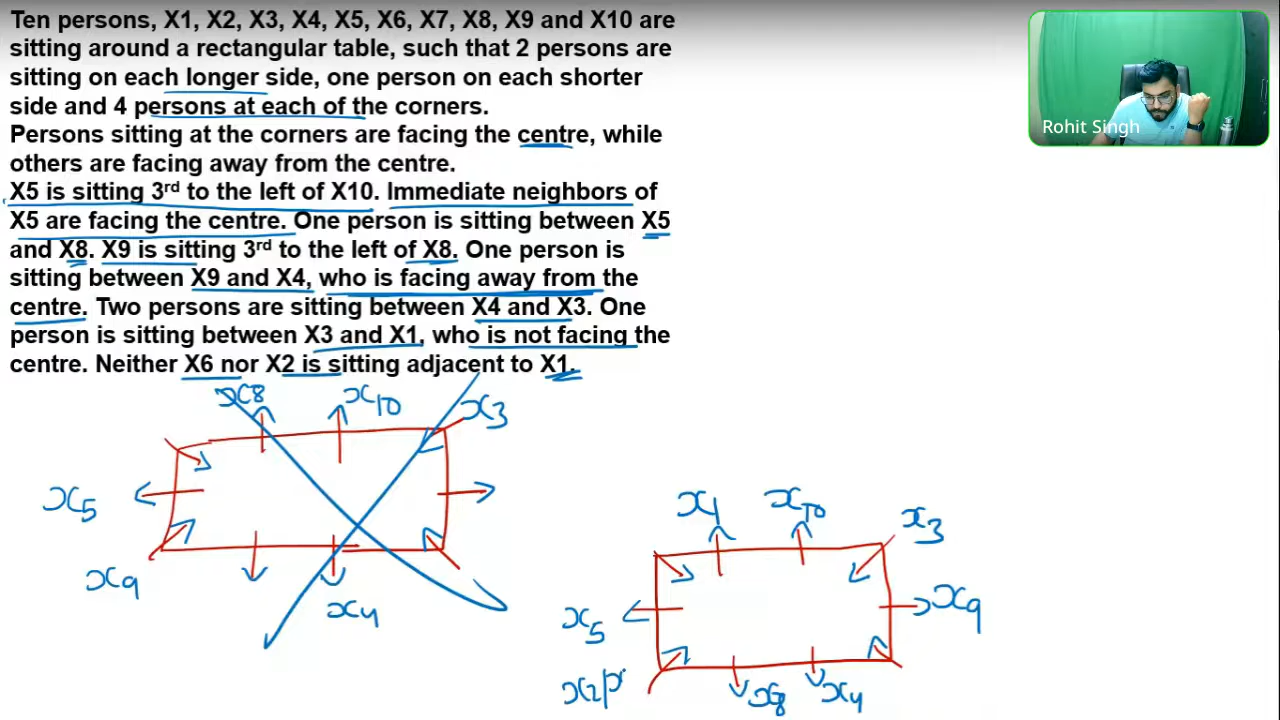 Ten persons, X1, X2, X3, X4, X5, X6, X7, X8, X9 and X10 are
sitting around a rectangular table, such that 2 persons are
sitting on each longer side, one person on each shorter
side and 4 persons at each of the corners.
Persons sitting at the corners are facing the centre, while
others are facing away from the centre.
X5 is sitting 3rd to the left of X10. Immediate neighbors of
X5 are facing the centre. One person is sitting between X5
and X8. X9 is sitting 3rd to the left of X8. One person is
sitting between X9 and X4, who is facing away from the
centre. Two persons are sitting between X4 and X3. One
person is sitting between X3 and X1, who is not facing the
centre. Neither X6 nor X2 is sitting adjacent to X1.
Rohit Singh
x8 x10 x3
x5
x9
x4
x1 x10 x3
x5 x9
x2/x
x8 x4